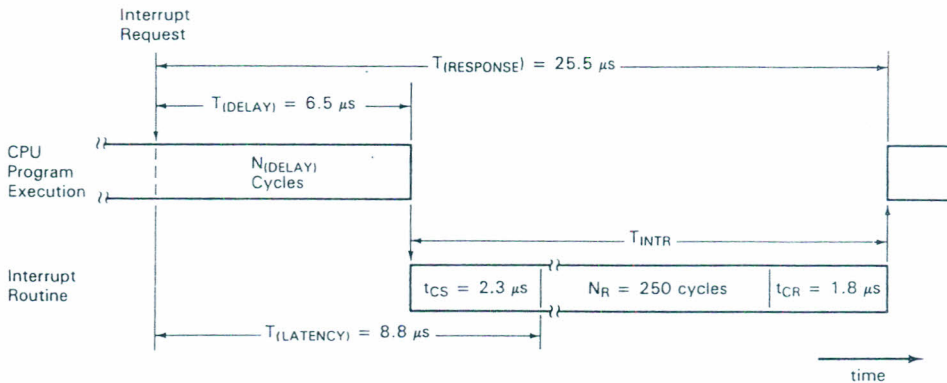 Interrupt
Request
T(RESPONSE) = 25.5 μs
T(DELAY) = 6.5 μs
CPU
Program
Execution
N(DELAY)
Cycles
TINTR
Interrupt
Routine
tCS = 2.3 μs
NR = 250 cycles
tCR = 1.8 μs
T(LATENCY) = 8.8 μs
time